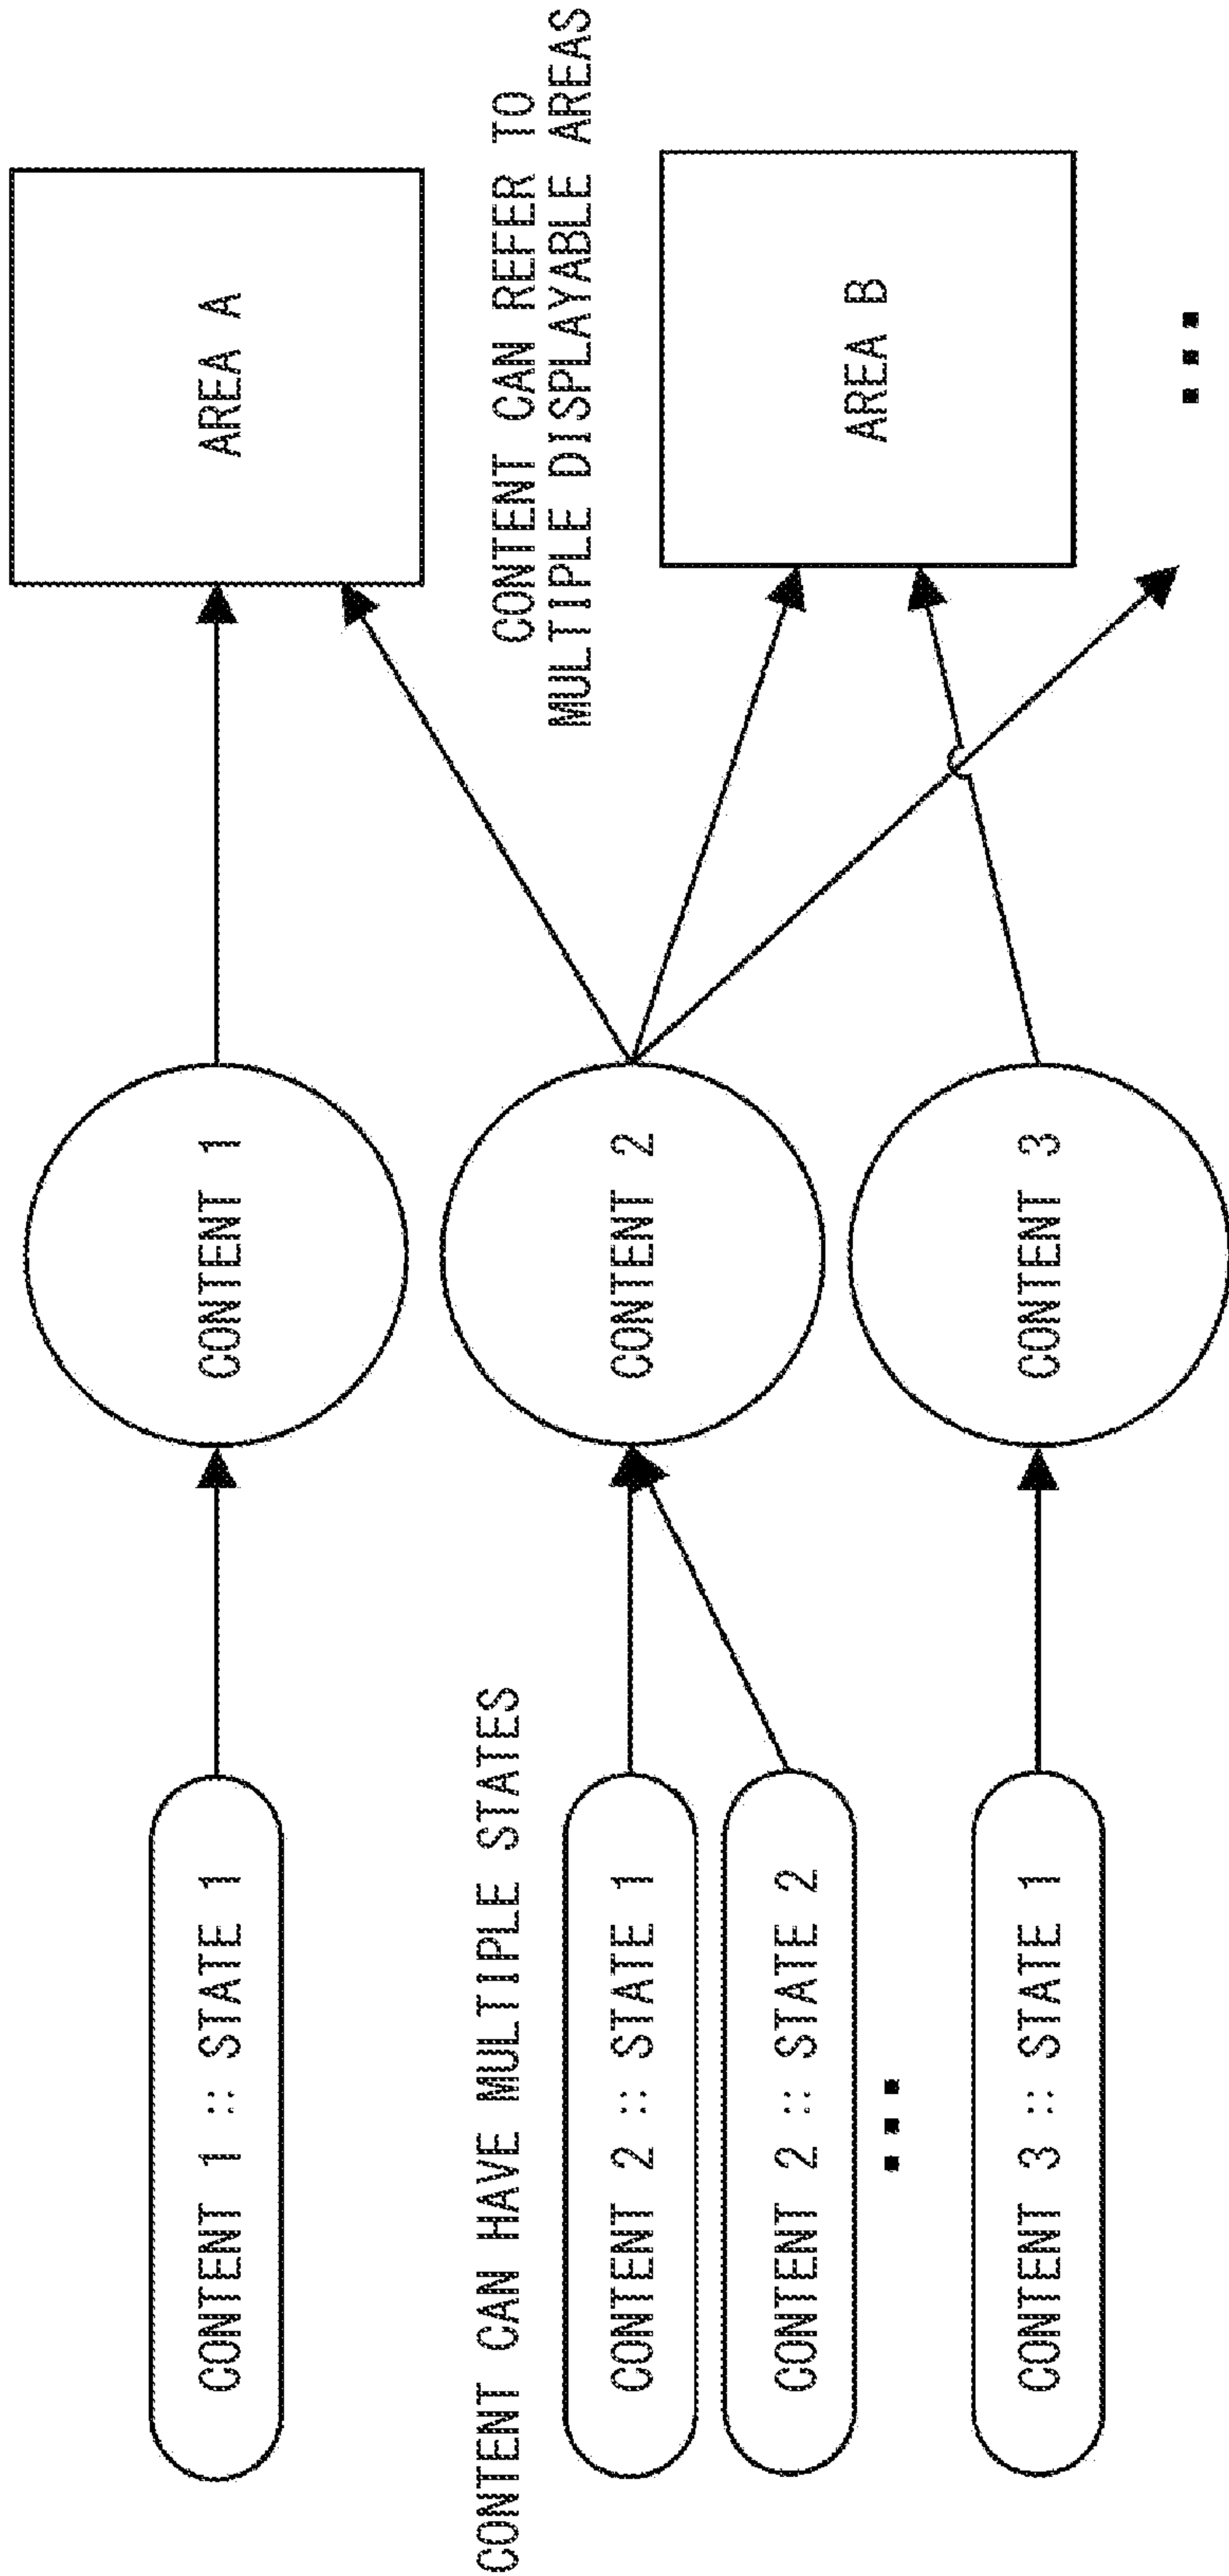 CONTENT 1 :: STATE 1
CONTENT 1
AREA A
CONTENT CAN HAVE MULTIPLE STATES
CONTENT CAN REFER TO
MULTIPLE DISPLAYABLE AREAS
CONTENT 2 :: STATE 1
CONTENT 2 :: STATE 2
...
CONTENT 2
AREA B
...
CONTENT 3 :: STATE 1
CONTENT 3